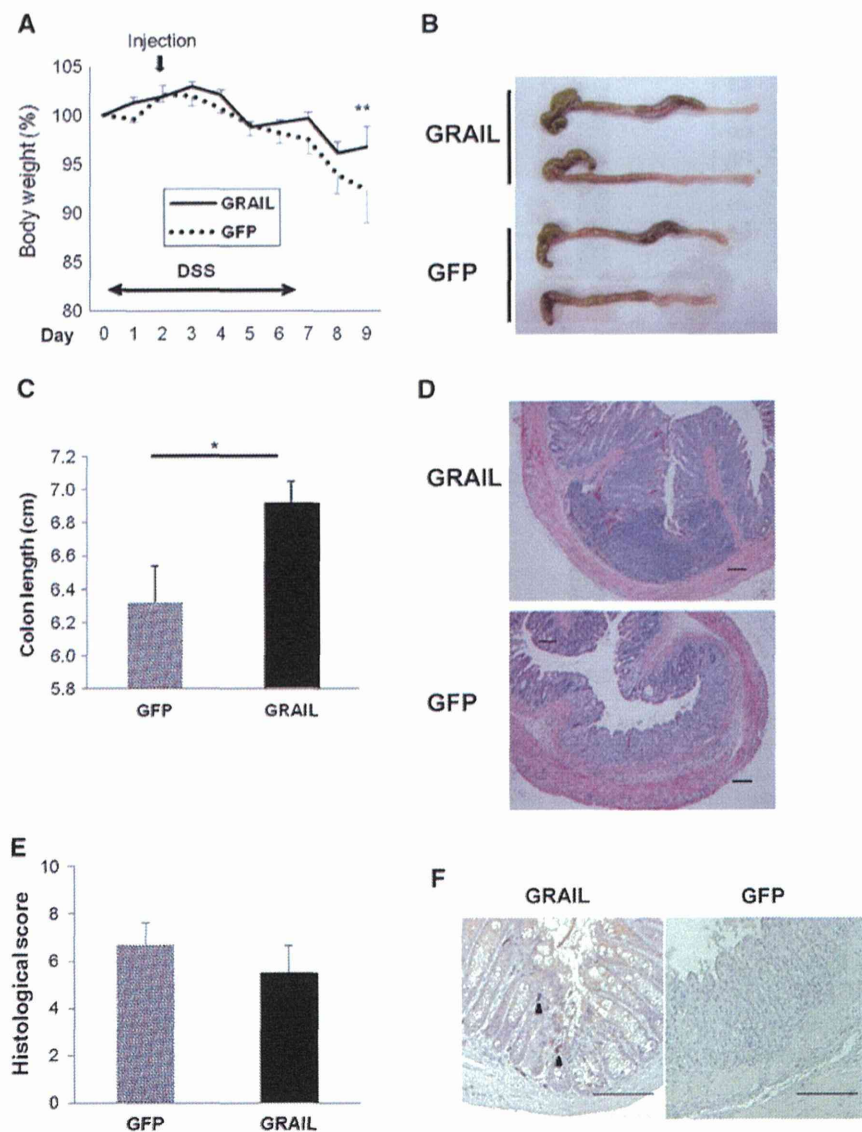 A
Injection
105
100
95
90
85
80
Body weight (%)
**
GRAIL
GFP
DSS
Day 0 1 2 3 4 5 6 7 8 9
B
GRAIL
GFP
C
*
7.2
7.0
6.8
6.6
6.4
6.2
6.0
5.8
Colon length (cm)
GFP GRAIL
D
GRAIL
GFP
E
10
8
6
4
2
0
Histological score
GFP GRAIL
F
GRAIL GFP